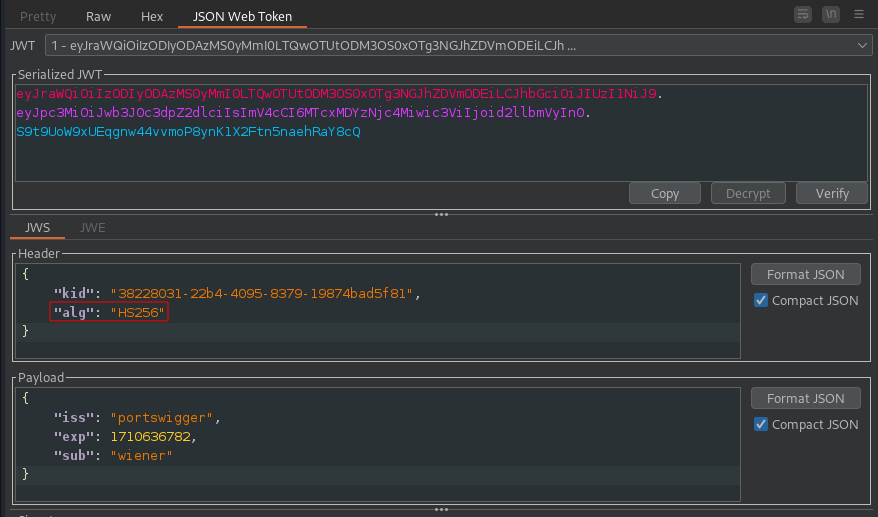 Pretty Raw Hex JSON Web Token \n
JWT 1 - eyJraWQiOiIzODIyODAzMS0yMmI0LTQwOTUtODM3OS0xOTg3NGJhZDVmODEiLCJh ...
Serialized JWT
eyJraWQiOiIzODIyODAzMS0yMmI0LTQwOTUtODM3OS0xOTg3NGJhZDVmODEiLCJhbGciOiJIUzI1NiJ9.
eyJpc3MiOiJwb3J0c3dpZ2dlciIsImV4cCI6MTcxMDYzNjc4Miwic3ViIjoid2llbmVyIn0.
S9t9UoW9xUEqgnw44vvmoP8ynK1X2Ftn5naehRaY8cQ
Copy Decrypt Verify
JWS JWE
Header
{
"kid": "38228031-22b4-4095-8379-19874bad5f81",
"alg": "HS256"
}
Format JSON
Compact JSON
Payload
{
"iss": "portswigger",
"exp": 1710636782,
"sub": "wiener"
}
Format JSON
Compact JSON